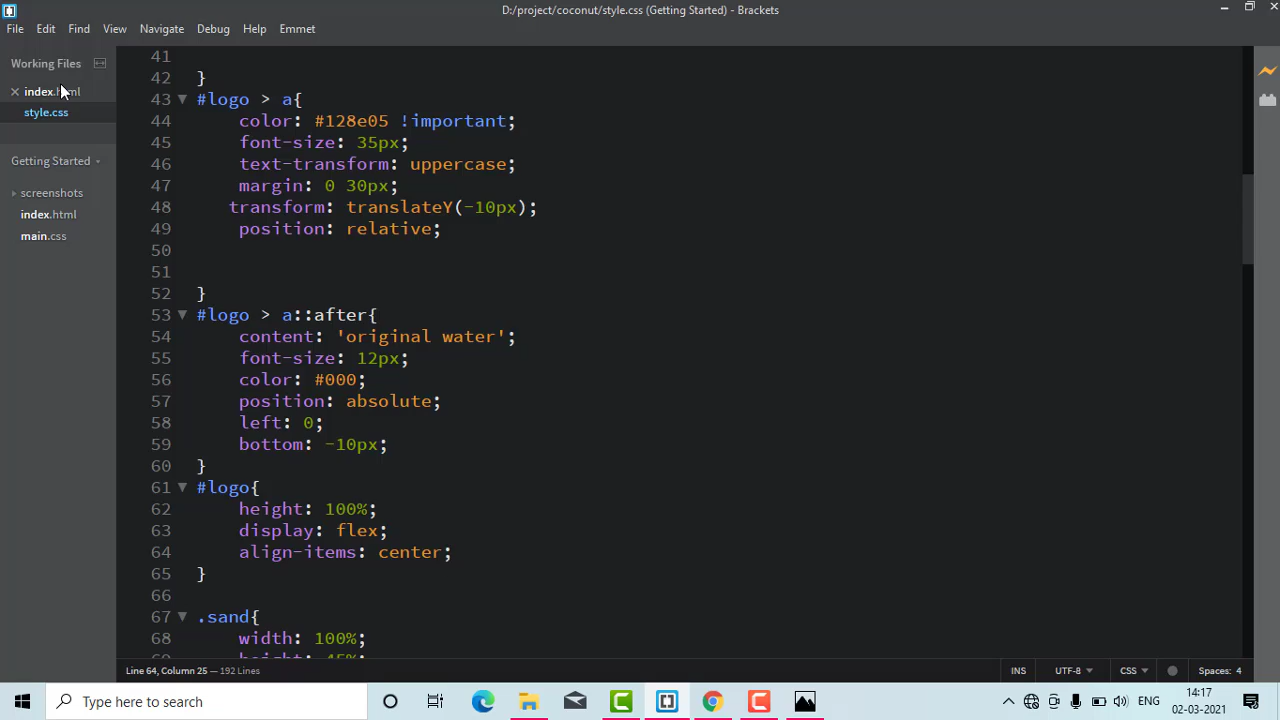 D:/project/coconut/style.css (Getting Started) - Brackets
File Edit Find View Navigate Debug Help Emmet
Working Files
index.html
style.css
Getting Started
screenshots
index.html
main.css
41
42 }
43 #logo > a{
44 color: #128e05 !important;
45 font-size: 35px;
46 text-transform: uppercase;
47 margin: 0 30px;
48 transform: translateY(-10px);
49 position: relative;
50
51
52 }
53 #logo > a::after{
54 content: 'original water';
55 font-size: 12px;
56 color: #000;
57 position: absolute;
58 left: 0;
59 bottom: -10px;
60 }
61 #logo{
62 height: 100%;
63 display: flex;
64 align-items: center;
65 }
66
67 .sand{
68 width: 100%;
Line 64, Column 25 — 192 Lines
INS UTF-8 CSS Spaces: 4
Type here to search
ENG
14:17
02-03-2021